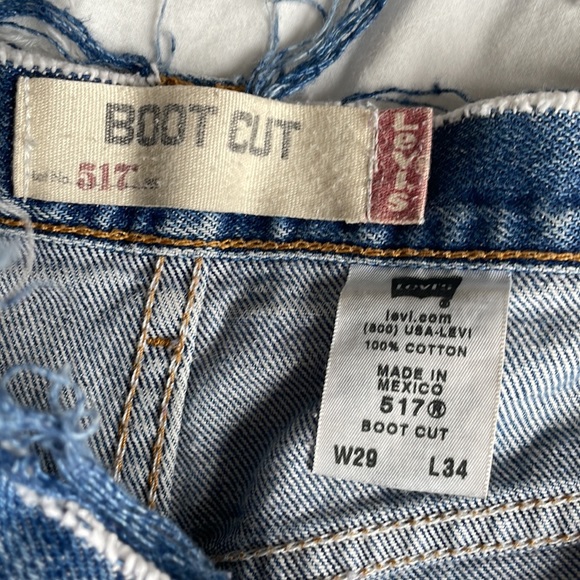 BOOT CUT
517
LEVI'S
Levi's
®
levi.com
(800) USA-LEVI
100% COTTON
MADE IN
MEXICO
517®
BOOT CUT
W29 L34